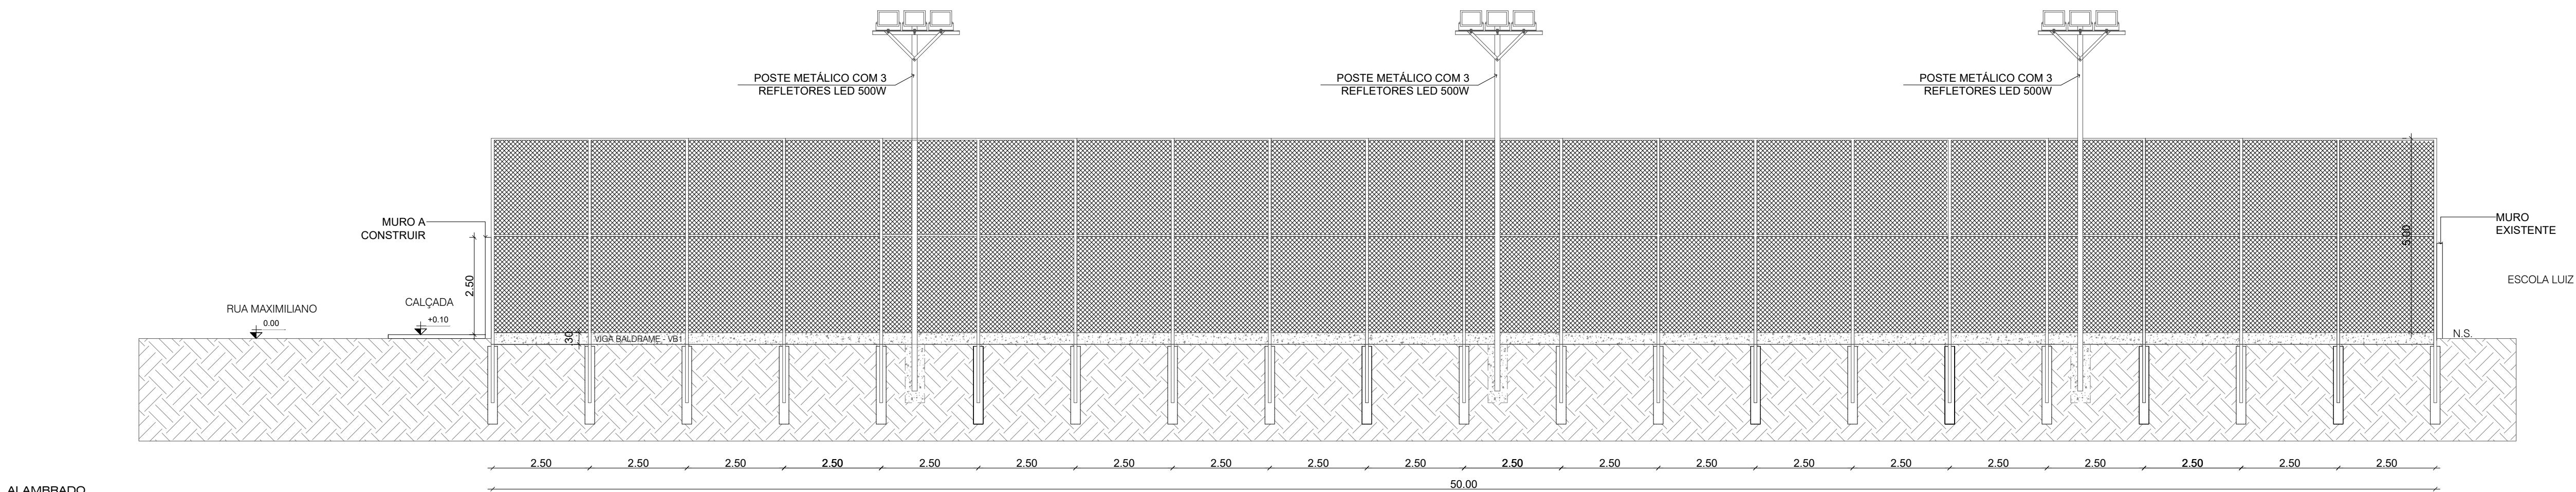 POSTE METÁLICO COM 3
REFLETORES LED 500W
POSTE METÁLICO COM 3
REFLETORES LED 500W
POSTE METÁLICO COM 3
REFLETORES LED 500W
MURO A
CONSTRUIR
MURO
EXISTENTE
5.00
2.50
ESCOLA LUIZ
CALÇADA
RUA MAXIMILIANO
0.00
+0.10
.30
VIGA BALDRAME - VB1
N.S.
2.50 2.50 2.50 2.50 2.50 2.50 2.50 2.50 2.50 2.50 2.50 2.50 2.50 2.50 2.50 2.50 2.50 2.50 2.50 2.50
50.00
ALAMBRADO